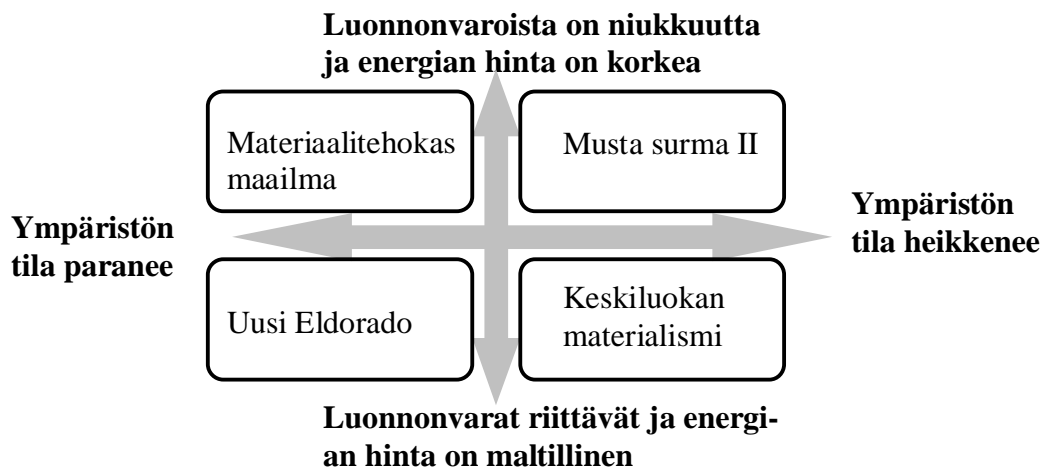 Luonnonvaroista on niukkuutta
ja energian hinta on korkea
Materiaalitehokas
maailma
Musta surma II
Ympäristön
tila paranee
Ympäristön
tila heikkenee
Uusi Eldorado
Keskiluokan
materialismi
Luonnonvarat riittävät ja energi-
an hinta on maltillinen